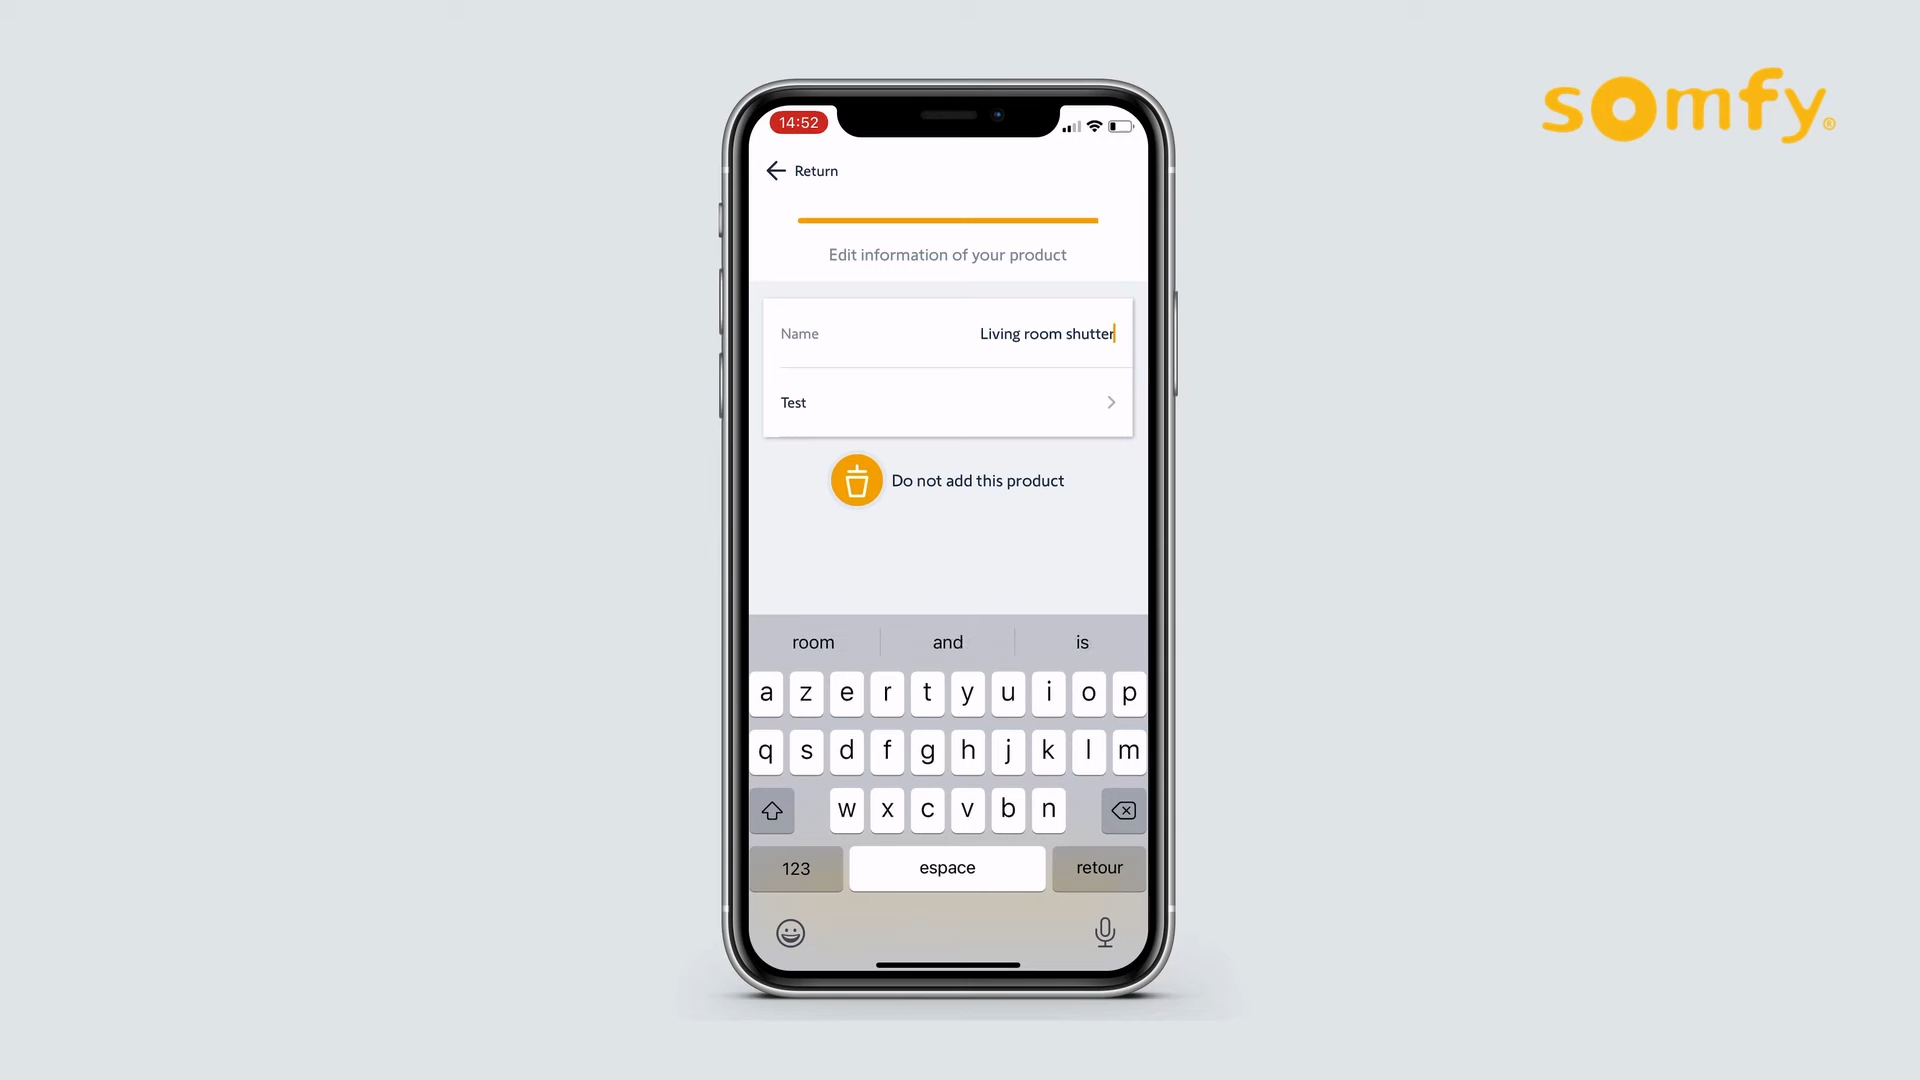 somfy®
14:52
Return
Edit information of your product
Name Living room shutter
Test
Do not add this product
room and is
a z e r t y u i o p
q s d f g h j k l m
w x c v b n
123 espace retour